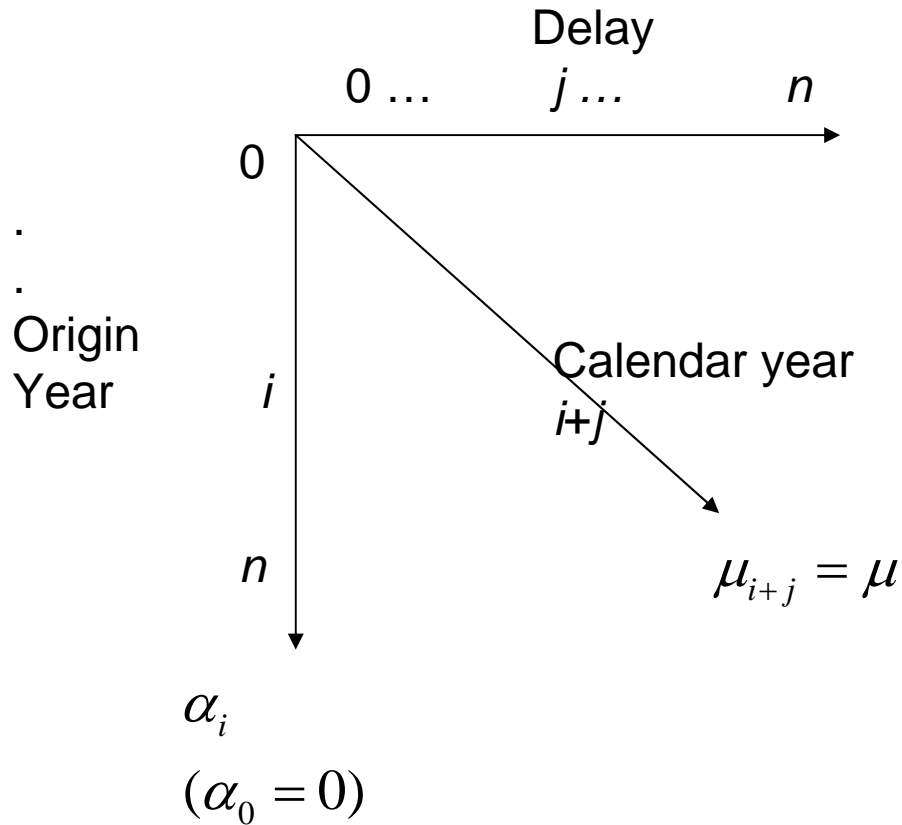 Delay
0 … j … n
0
.
.
Origin
Year
i
Calendar year
i+j
n
μ_{i+j} = μ
α_i
(α_0 = 0)